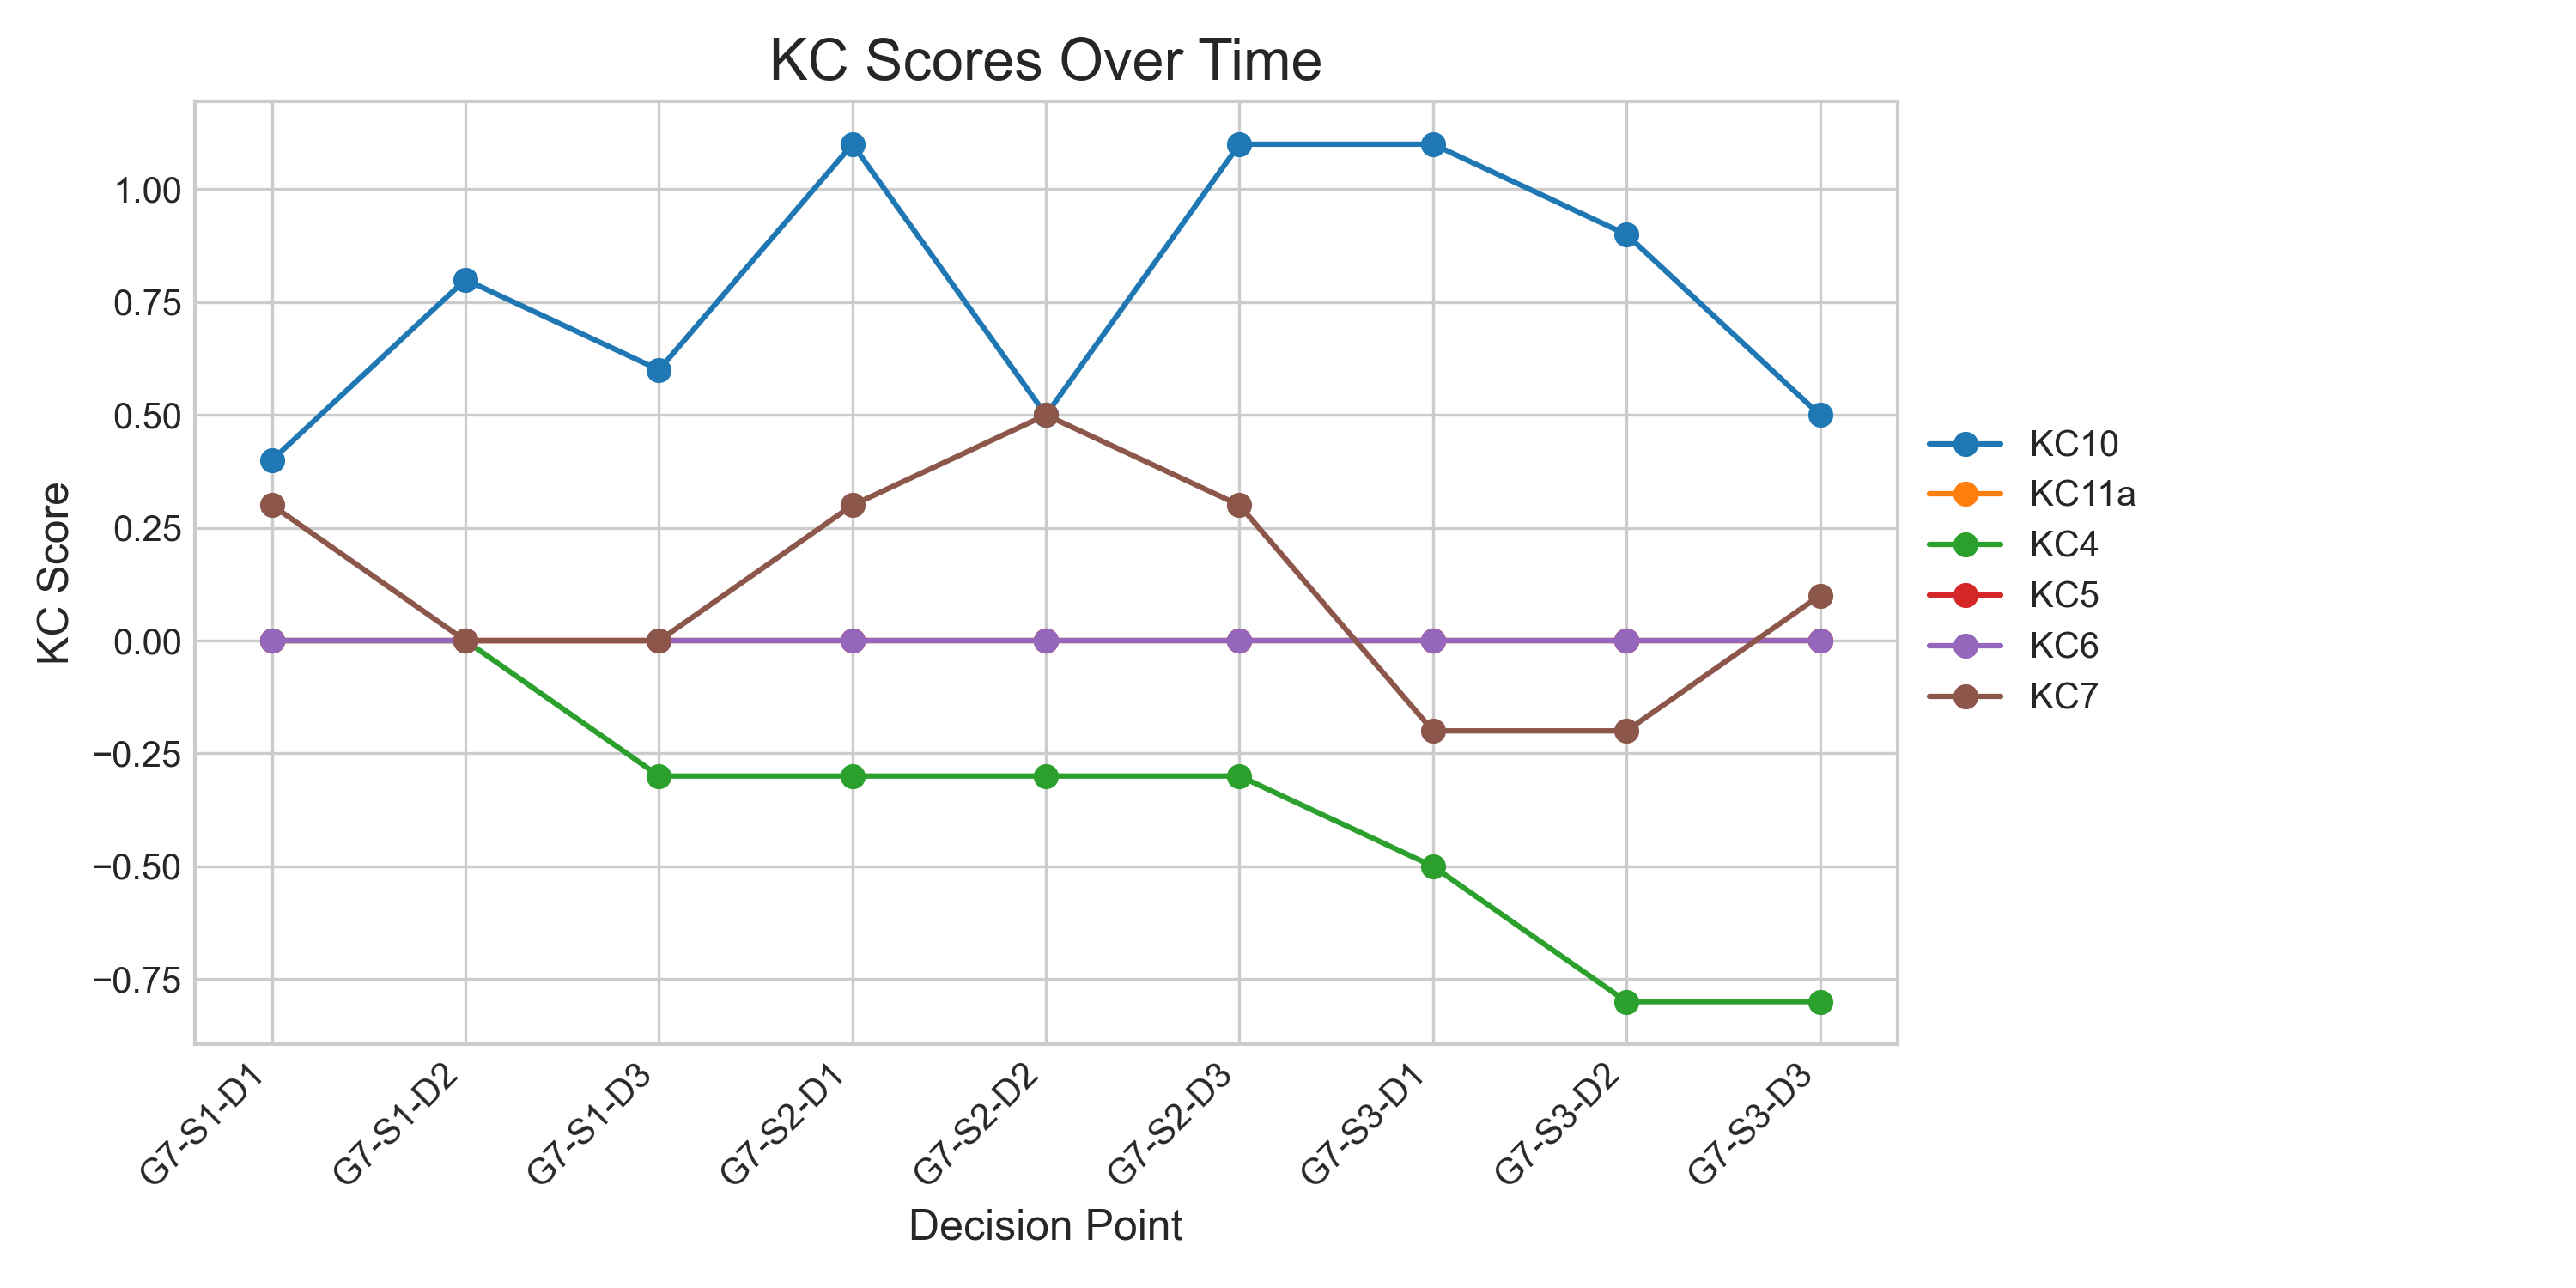 KC Scores Over Time
KC Score
1.00
0.75
0.50
0.25
0.00
−0.25
−0.50
−0.75
G7-S1-D1
G7-S1-D2
G7-S1-D3
G7-S2-D1
G7-S2-D2
G7-S2-D3
G7-S3-D1
G7-S3-D2
G7-S3-D3
Decision Point
KC10
KC11a
KC4
KC5
KC6
KC7